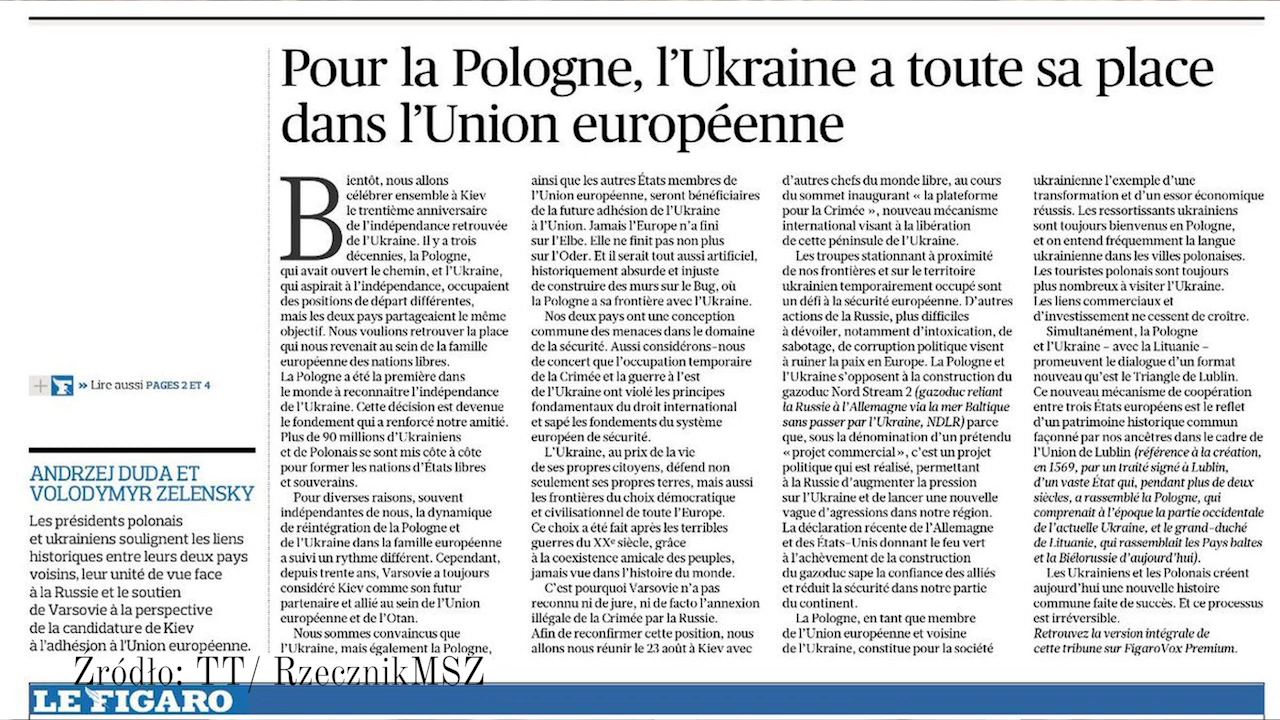 Pour la Pologne, l'Ukraine a toute sa place
dans l'Union européenne
Bientôt, nous allons
célébrer ensemble à Kiev
le trentième anniversaire
de l'indépendance retrouvée
de l'Ukraine. Il y a trois
décennies, la Pologne,
qui avait ouvert le chemin, et l'Ukraine,
qui aspirait à l'indépendance, occupaient
des positions de départ différentes,
mais les deux pays partageaient le même
objectif. Nous voulions retrouver la place
qui nous revenait au sein de la famille
européenne des nations libres.
La Pologne a été la première dans
le monde à reconnaître l'indépendance
de l'Ukraine. Cette décision est devenue
le fondement qui a renforcé notre amitié.
Plus de 90 millions d'Ukrainiens
et de Polonais se sont mis côte à côte
pour former les nations d'États libres
et souverains.
Pour diverses raisons, souvent
indépendantes de nous, la dynamique
de réintégration de la Pologne et
de l'Ukraine dans la famille européenne
a suivi un rythme différent. Cependant,
depuis trente ans, Varsovie a toujours
considéré Kiev comme son futur
partenaire et allié au sein de l'Union
européenne et de l'Otan.
Nous sommes convaincus que
l'Ukraine, mais également la Pologne,
ainsi que les autres États membres de
l'Union européenne, seront bénéficiaires
de la future adhésion de l'Ukraine
à l'Union. Jamais l'Europe n'a fini
sur l'Elbe. Elle ne finit pas non plus
sur l'Oder. Et il serait tout aussi artificiel,
historiquement absurde et injuste
de construire des murs sur le Bug, où
la Pologne a sa frontière avec l'Ukraine.
Nos deux pays ont une conception
commune des menaces dans le domaine
de la sécurité. Aussi considérons-nous
de concert que l'occupation temporaire
de la Crimée et la guerre à l'est
de l'Ukraine ont violé les principes
fondamentaux du droit international
et sapé les fondements du système
européen de sécurité.
L'Ukraine, au prix de la vie
de ses propres citoyens, défend non
seulement ses propres terres, mais aussi
les frontières du choix démocratique
et civilisationnel de toute l'Europe.
Ce choix a été fait après les terribles
guerres du XXe siècle, grâce
à la coexistence amicale des peuples,
jamais vue dans l'histoire du monde.
C'est pourquoi Varsovie n'a pas
reconnu ni de jure, ni de facto l'annexion
illégale de la Crimée par la Russie.
Afin de reconfirmer cette position, nous
allons nous réunir le 23 août à Kiev avec
d'autres chefs du monde libre, au cours
du sommet inaugurant « la plateforme
pour la Crimée », nouveau mécanisme
international visant à la libération
de cette péninsule de l'Ukraine.
Les troupes stationnant à proximité
de nos frontières et sur le territoire
ukrainien temporairement occupé sont
un défi à la sécurité européenne. D'autres
actions de la Russie, plus difficiles
à dévoiler, notamment d'intoxication, de
sabotage, de corruption politique visent
à ruiner la paix en Europe. La Pologne et
l'Ukraine s'opposent à la construction du
gazoduc Nord Stream 2 (gazoduc reliant
la Russie à l'Allemagne via la mer Baltique
sans passer par l'Ukraine, NDLR) parce
que, sous la dénomination d'un prétendu
« projet commercial », c'est un projet
politique qui est réalisé, permettant
à la Russie d'augmenter la pression
sur l'Ukraine et de lancer une nouvelle
vague d'agressions dans notre région.
La déclaration récente de l'Allemagne
et des États-Unis donnant le feu vert
à l'achèvement de la construction
du gazoduc sape la confiance des alliés
et réduit la sécurité dans notre partie
du continent.
La Pologne, en tant que membre
de l'Union européenne et voisine
de l'Ukraine, constitue pour la société
ukrainienne l'exemple d'une
transformation et d'un essor économique
réussis. Les ressortissants ukrainiens
sont toujours bienvenus en Pologne,
et on entend fréquemment la langue
ukrainienne dans les villes polonaises.
Les touristes polonais sont toujours
plus nombreux à visiter l'Ukraine.
Les liens commerciaux et
d'investissement ne cessent de croître.
Simultanément, la Pologne
et l'Ukraine – avec la Lituanie –
promeuvent le dialogue d'un format
nouveau qu'est le Triangle de Lublin.
Ce nouveau mécanisme de coopération
entre trois États européens est le reflet
d'un patrimoine historique commun
façonné par nos ancêtres dans le cadre de
l'Union de Lublin (référence à la création,
en 1569, par un traité signé à Lublin,
d'un vaste État qui, pendant plus de deux
siècles, a rassemblé la Pologne, qui
comprenait à l'époque la partie occidentale
de l'actuelle Ukraine, et le grand-duché
de Lituanie, qui rassemblait les Pays baltes
et la Biélorussie d'aujourd'hui).
Les Ukrainiens et les Polonais créent
aujourd'hui une nouvelle histoire
commune faite de succès. Et ce processus
est irréversible.
Retrouvez la version intégrale de
cette tribune sur FigaroVox Premium.
+ » Lire aussi PAGES 2 ET 4
ANDRZEJ DUDA ET
VOLODYMYR ZELENSKY
Les présidents polonais
et ukrainiens soulignent les liens
historiques entre leurs deux pays
voisins, leur unité de vue face
à la Russie et le soutien
de Varsovie à la perspective
de la candidature de Kiev
à l'adhésion à l'Union européenne.
Źródło: TT/ RzecznikMSZ
LE FIGARO